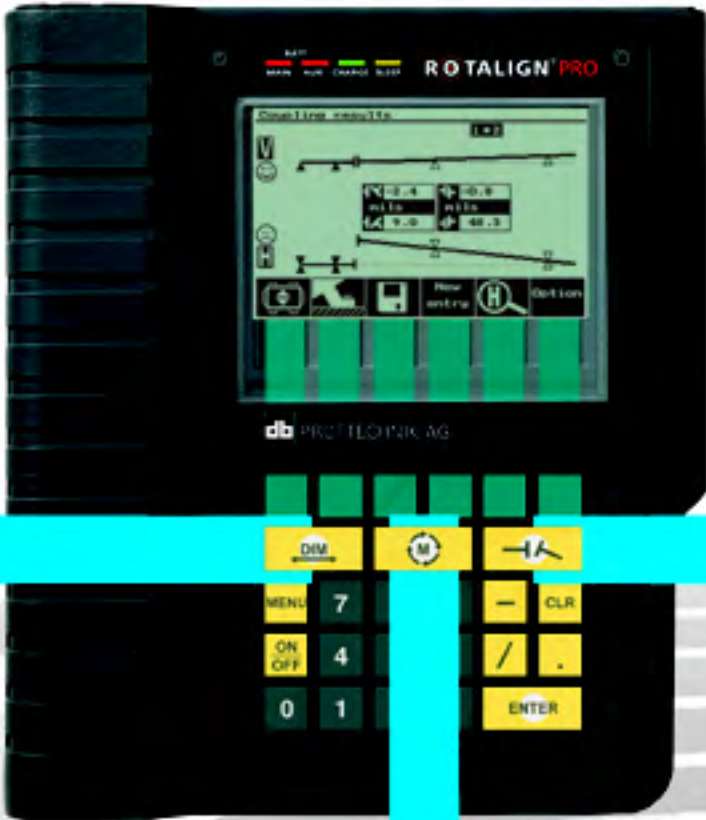 BATT
MAIN AUX CHARGE SLEEP
ROTALIGN® PRO
Coupling results
V
-2.4 -0.0
mils mils
9.0 40.3
H
New entry
H
Option
db PRÜFTECHNIK AG
DIM M
MENU 7 - CLR
ON OFF 4 / .
0 1 ENTER